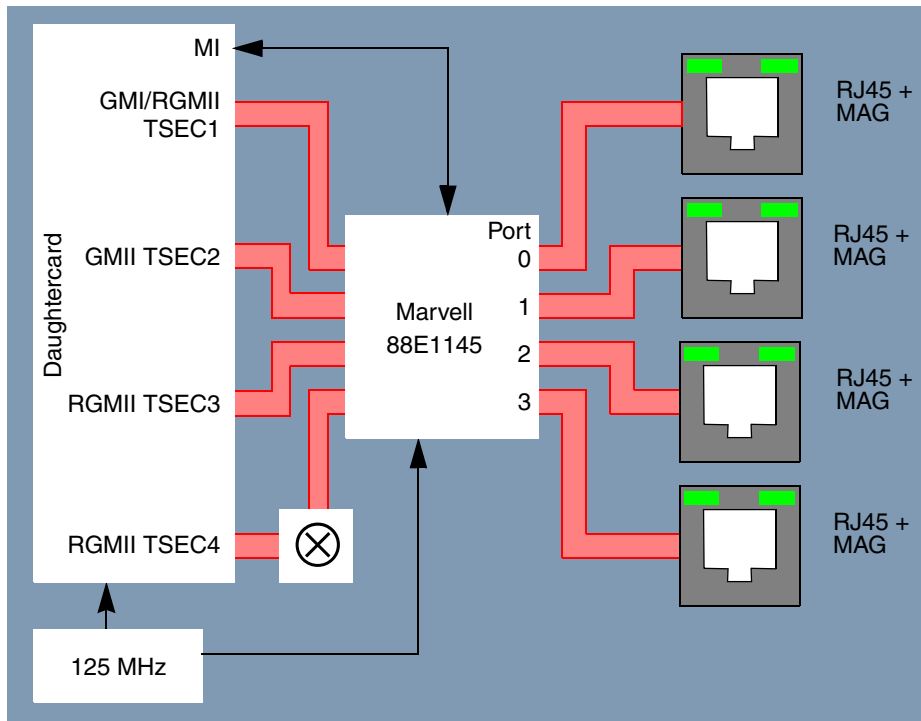 MI
GMI/RGMII
TSEC1
GMII TSEC2
Daughtercard
RGMII TSEC3
RGMII TSEC4
125 MHz
Port
0
1
2
3
Marvell
88E1145
RJ45 +
MAG
RJ45 +
MAG
RJ45 +
MAG
RJ45 +
MAG